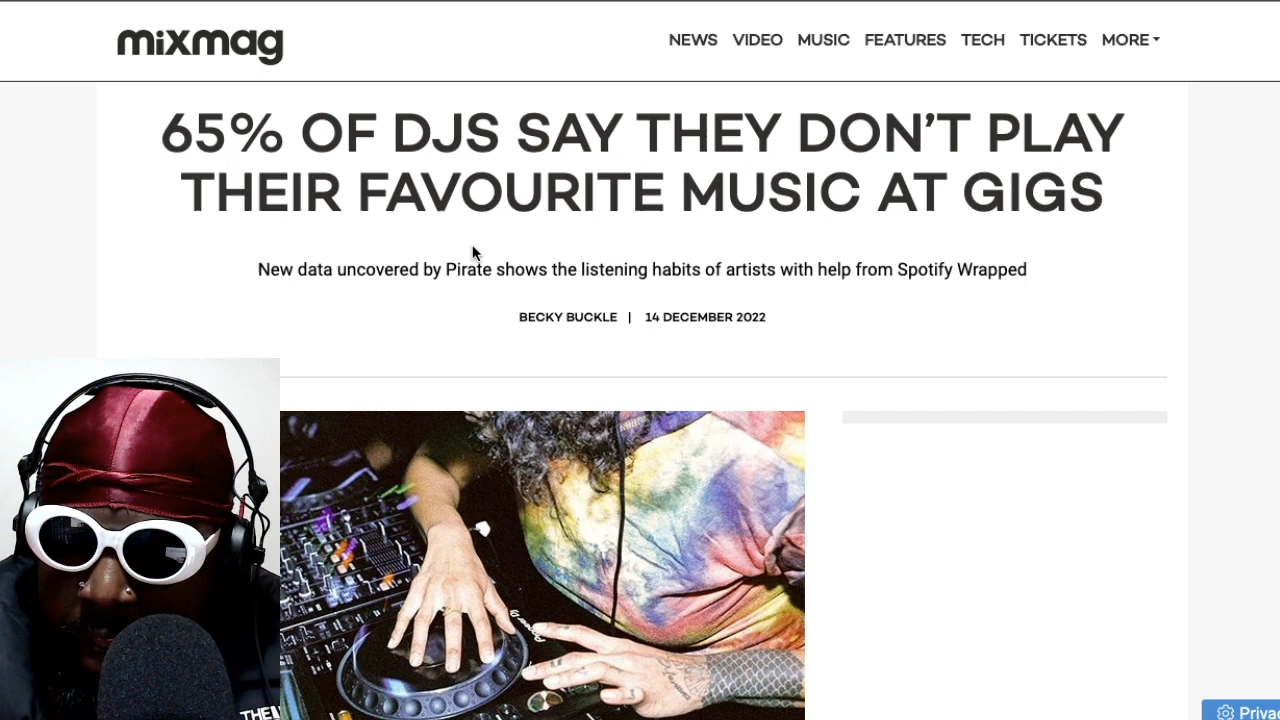 mixmag
NEWS VIDEO MUSIC FEATURES TECH TICKETS MORE
65% OF DJS SAY THEY DON'T PLAY
THEIR FAVOURITE MUSIC AT GIGS
New data uncovered by Pirate shows the listening habits of artists with help from Spotify Wrapped
BECKY BUCKLE | 14 DECEMBER 2022